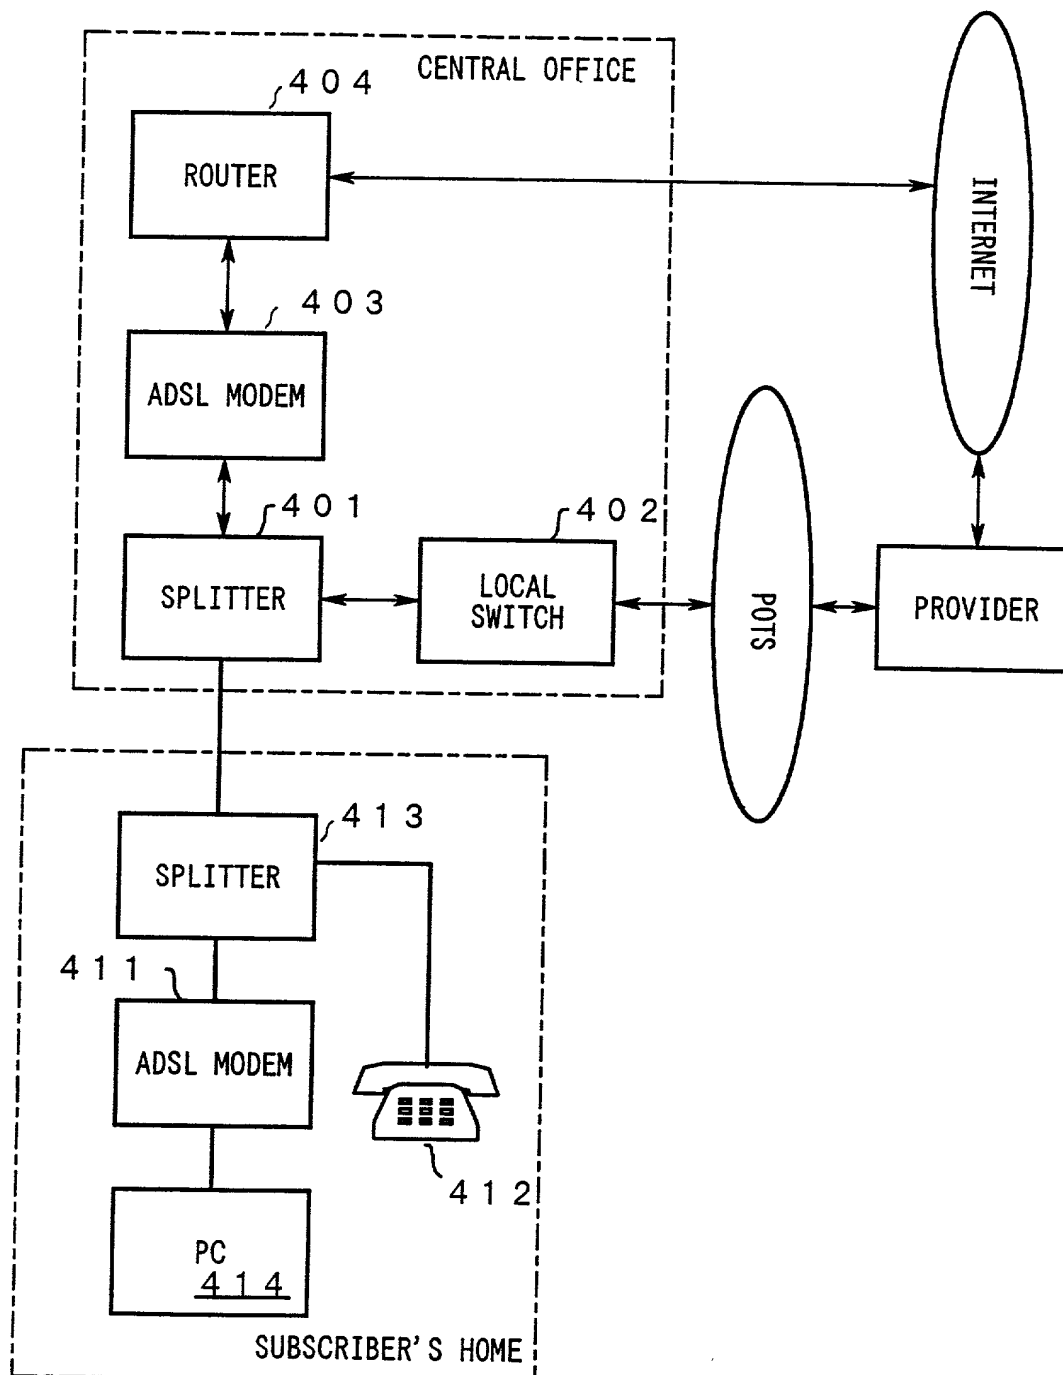 CENTRAL OFFICE
404
ROUTER
INTERNET
403
ADSL MODEM
401
402
SPLITTER
LOCAL
SWITCH
POTS
PROVIDER
413
SPLITTER
411
ADSL MODEM
412
PC
414
SUBSCRIBER'S HOME